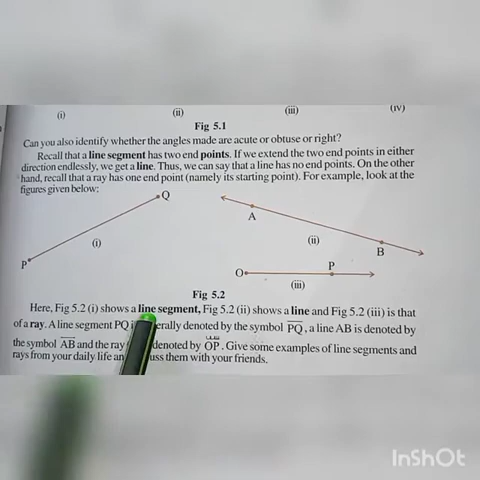 (i) (ii) (iii) (iv)
Fig 5.1
Can you also identify whether the angles made are acute or obtuse or right?
Recall that a line segment has two end points. If we extend the two end points in either
direction endlessly, we get a line. Thus, we can say that a line has no end points. On the other
hand, recall that a ray has one end point (namely its starting point). For example, look at the
figures given below:
Q
A
(i)
(ii)
B
P
P
O
(iii)
Fig 5.2
Here, Fig 5.2 (i) shows a line segment, Fig 5.2 (ii) shows a line and Fig 5.2 (iii) is that
of a ray. A line segment PQ is generally denoted by the symbol PQ, a line AB is denoted by
the symbol AB and the ray denoted by OP. Give some examples of line segments and
rays from your daily life and discuss them with your friends.
InShOt